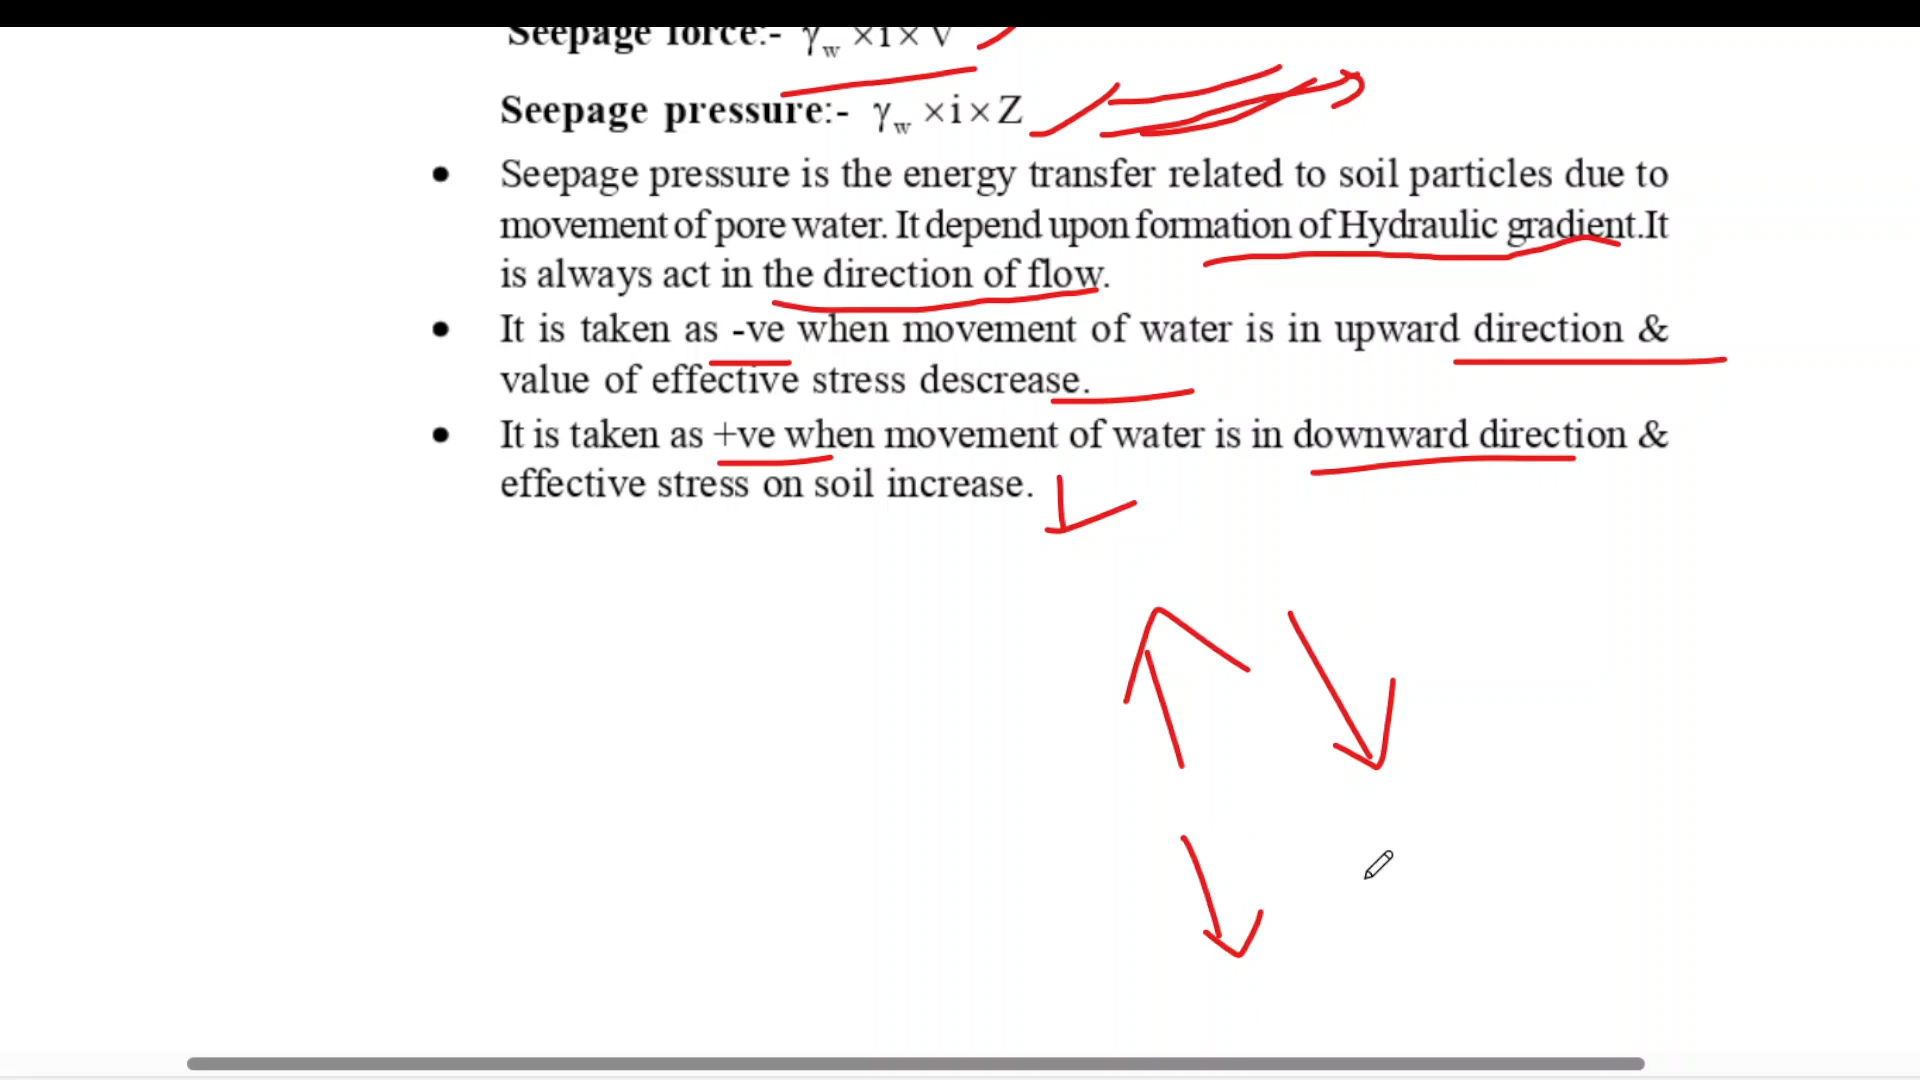 Seepage force:- γw ×i×V
Seepage pressure:- γw ×i×Z
• Seepage pressure is the energy transfer related to soil particles due to
movement of pore water. It depend upon formation of Hydraulic gradient.It
is always act in the direction of flow.
• It is taken as -ve when movement of water is in upward direction &
value of effective stress descrease.
• It is taken as +ve when movement of water is in downward direction &
effective stress on soil increase.